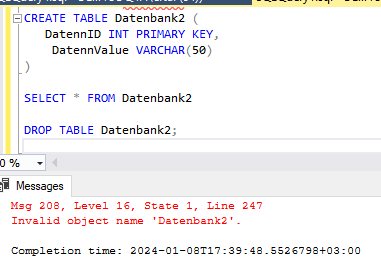 CREATE TABLE Datenbank2 (
DatennID INT PRIMARY KEY,
DatennValue VARCHAR(50)
)
SELECT * FROM Datenbank2
DROP TABLE Datenbank2;
0 %
Messages
Msg 208, Level 16, State 1, Line 247
Invalid object name 'Datenbank2'.
Completion time: 2024-01-08T17:39:48.5526798+03:00